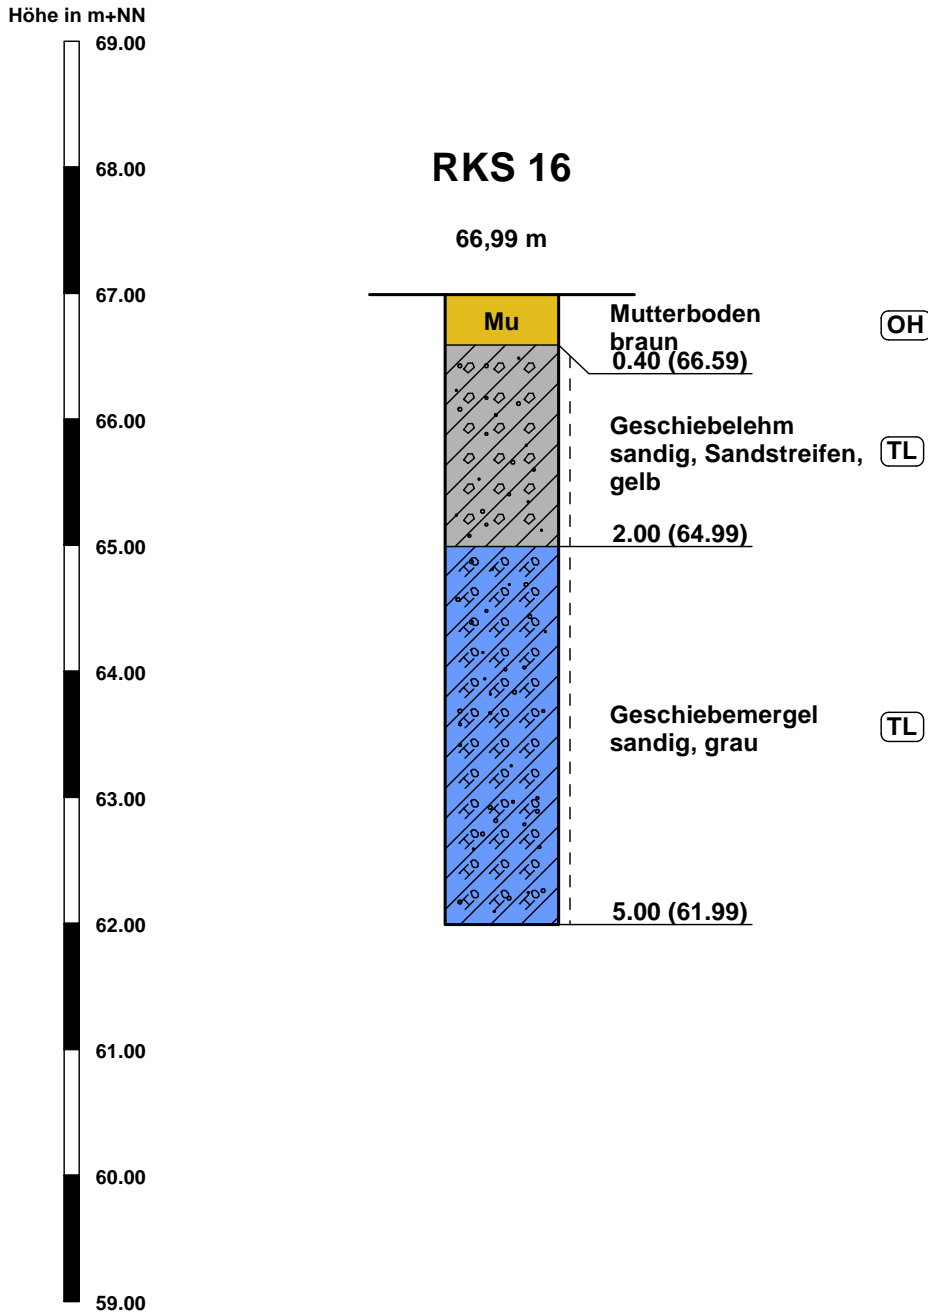 Höhe in m+NN
69.00
68.00
67.00
66.00
65.00
64.00
63.00
62.00
61.00
60.00
59.00
RKS 16
66,99 m
Mu
Mutterboden
braun
OH
0.40 (66.59)
Geschiebelehm
sandig, Sandstreifen,
gelb
TL
2.00 (64.99)
Geschiebemergel
sandig, grau
TL
5.00 (61.99)